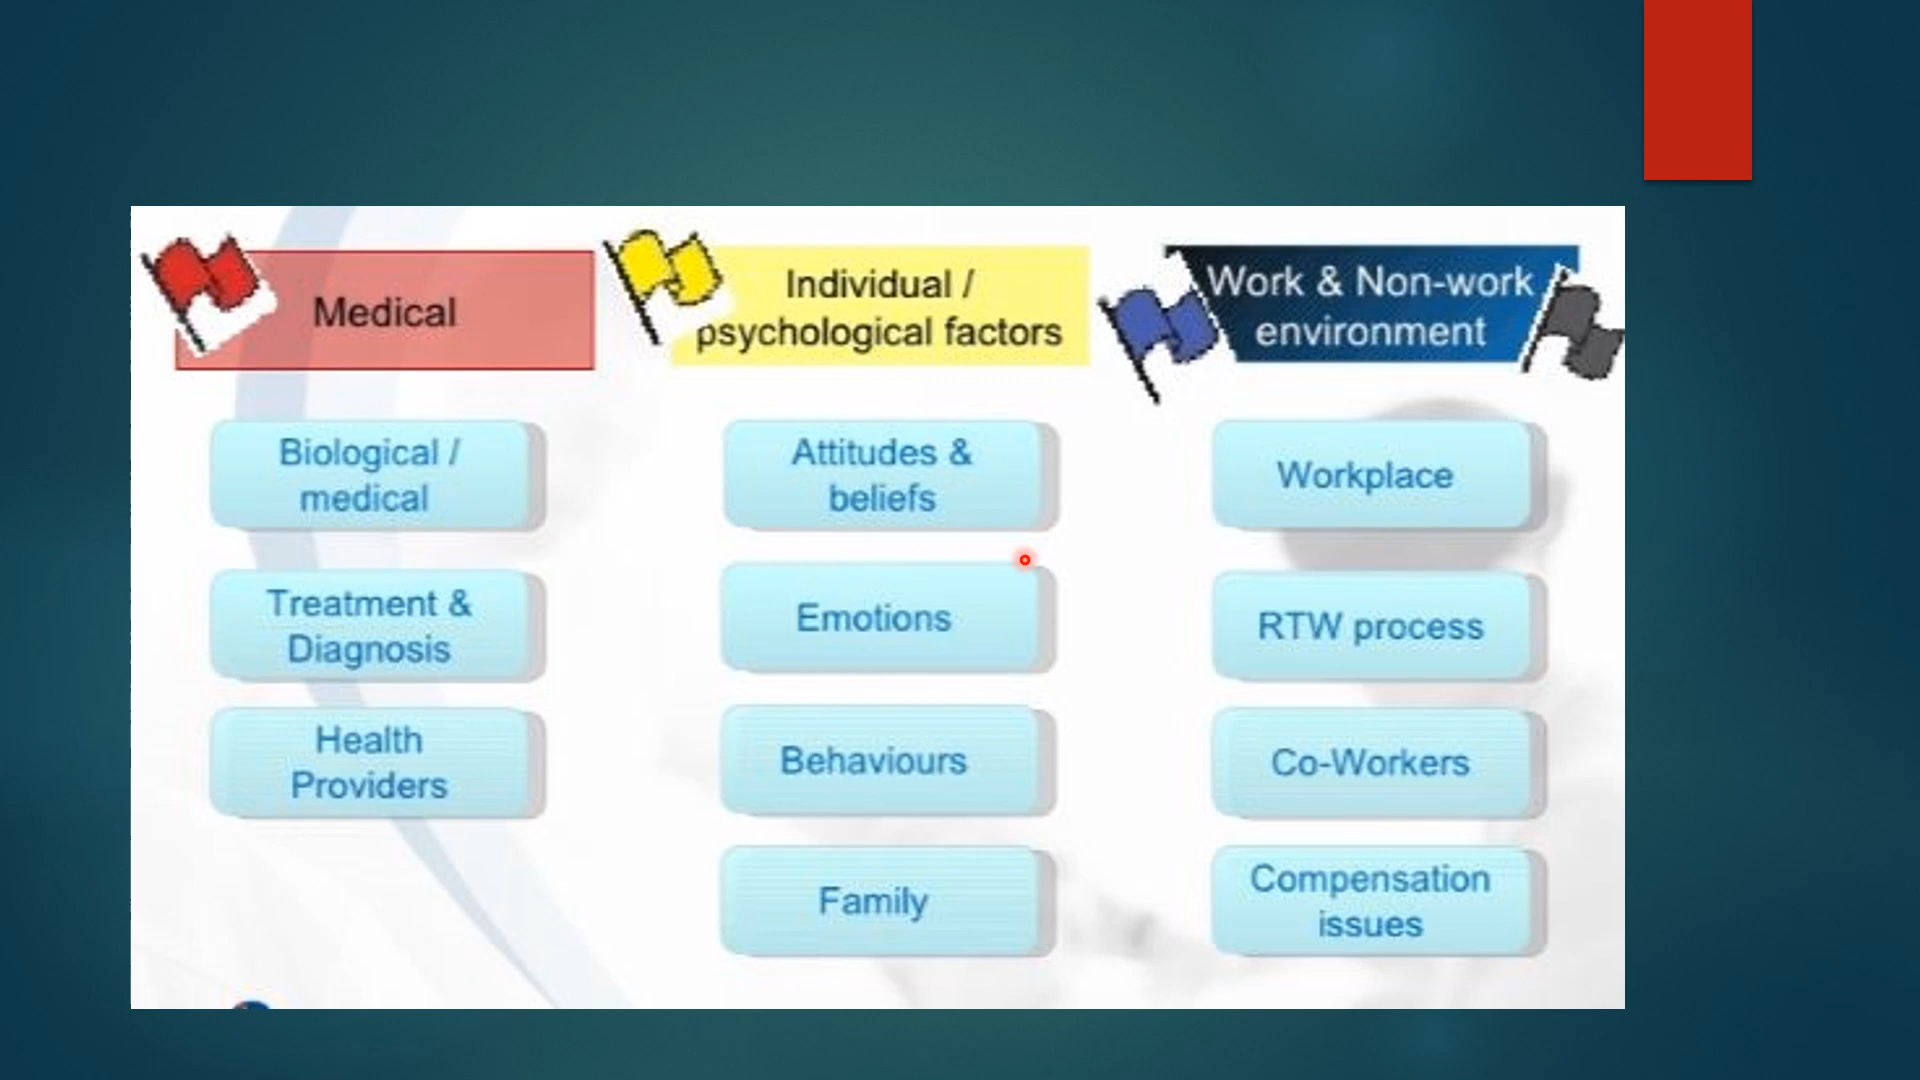 Medical
Individual /
psychological factors
Work & Non-work
environment
Biological /
medical
Treatment &
Diagnosis
Health
Providers
Attitudes &
beliefs
Emotions
Behaviours
Family
Workplace
RTW process
Co-Workers
Compensation
issues